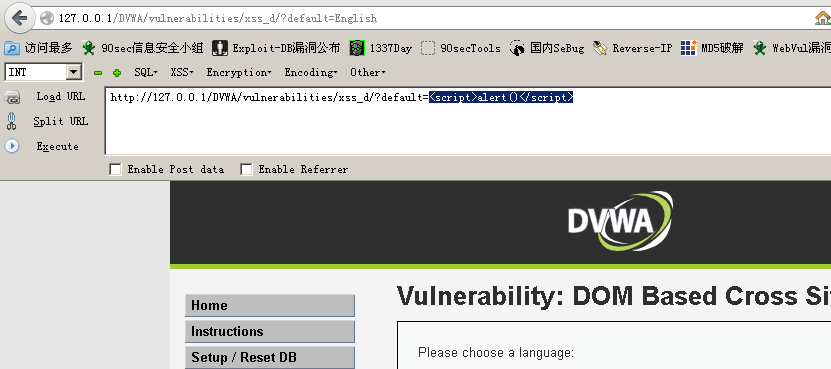 127.0.0.1/DVWA/vulnerabilities/xss_d/?default=English
访问最多 90sec信息安全小组 Exploit-DB漏洞公布 1337Day 90secTools 国内SeBug Reverse-IP MD5破解 WebVul漏洞
INT SQL XSS Encryption Encoding Other
Load URL http://127.0.0.1/DVWA/vulnerabilities/xss_d/?default=<script>alert()</script>
Split URL
Execute
Enable Post data Enable Referrer
DVWA
Vulnerability: DOM Based Cross Si
Home
Instructions
Setup / Reset DB
Please choose a language: